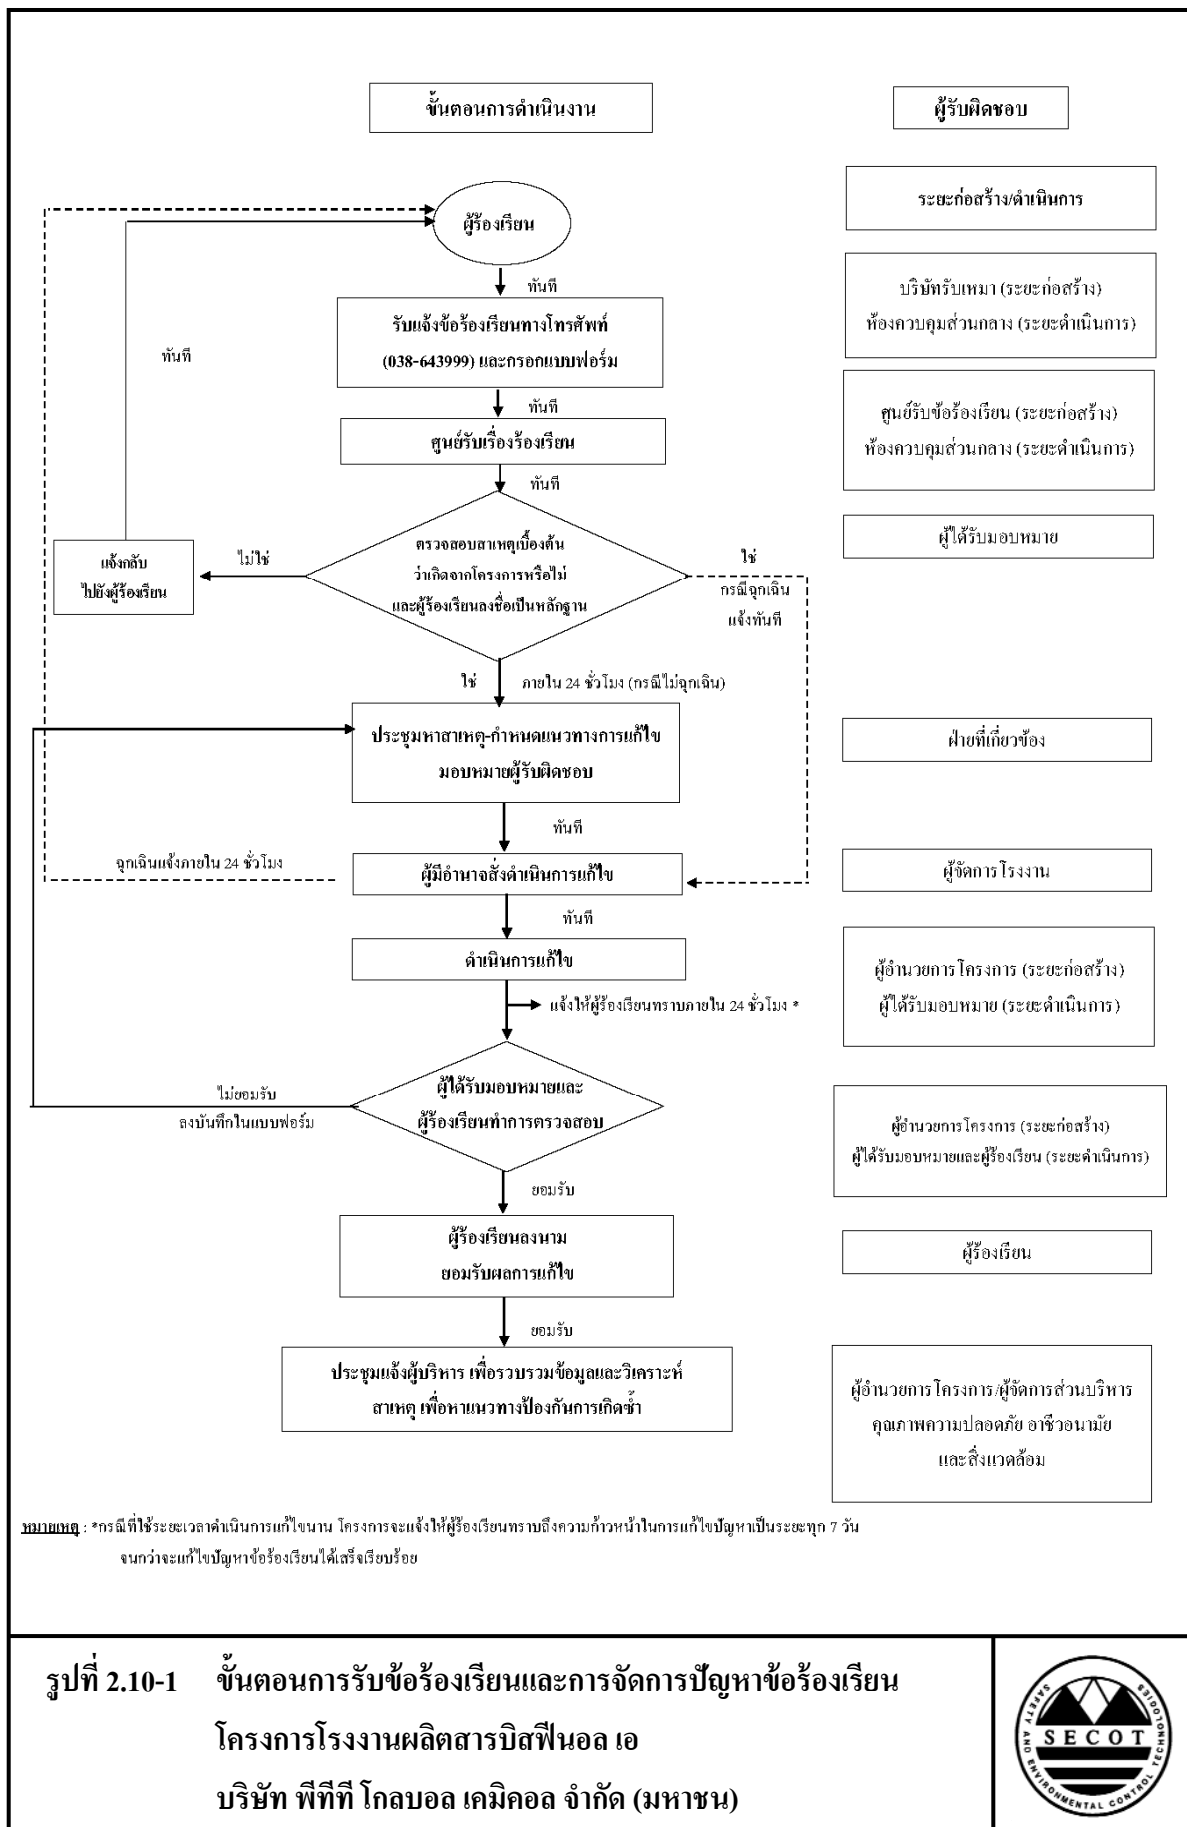 ขั้นตอนการดำเนินงาน
ผู้รับผิดชอบ
ระยะก่อสร้าง/ดำเนินการ
ผู้ร้องเรียน
ทันที
บริษัทรับเหมา (ระยะก่อสร้าง)
ห้องควบคุมส่วนกลาง (ระยะดำเนินการ)
รับแจ้งข้อร้องเรียนทางโทรศัพท์
(038-643999) และกรอกแบบฟอร์ม
ทันที
ทันที
ศูนย์รับเรื่องร้องเรียน
ศูนย์รับข้อร้องเรียน (ระยะก่อสร้าง)
ห้องควบคุมส่วนกลาง (ระยะดำเนินการ)
ทันที
ตรวจสอบสาเหตุเบื้องต้น
ว่าเกิดจากโครงการหรือไม่
และผู้ร้องเรียนลงชื่อเป็นหลักฐาน
ไม่ใช่
แจ้งกลับ
ไปยังผู้ร้องเรียน
ใช่
กรณีฉุกเฉิน
แจ้งทันที
ผู้ได้รับมอบหมาย
ใช่
ภายใน 24 ชั่วโมง (กรณีไม่ฉุกเฉิน)
ประชุมหาสาเหตุ-กำหนดแนวทางการแก้ไข
มอบหมายผู้รับผิดชอบ
ฝ่ายที่เกี่ยวข้อง
ทันที
ฉุกเฉินแจ้งภายใน 24 ชั่วโมง
ผู้มีอำนาจสั่งดำเนินการแก้ไข
ผู้จัดการโรงงาน
ทันที
ดำเนินการแก้ไข
ผู้อำนวยการโครงการ (ระยะก่อสร้าง)
ผู้ได้รับมอบหมาย (ระยะดำเนินการ)
แจ้งให้ผู้ร้องเรียนทราบภายใน 24 ชั่วโมง *
ผู้ได้รับมอบหมายและ
ผู้ร้องเรียนทำการตรวจสอบ
ไม่ยอมรับ
ลงบันทึกในแบบฟอร์ม
ผู้อำนวยการโครงการ (ระยะก่อสร้าง)
ผู้ได้รับมอบหมายและผู้ร้องเรียน (ระยะดำเนินการ)
ยอมรับ
ผู้ร้องเรียนลงนาม
ยอมรับผลการแก้ไข
ผู้ร้องเรียน
ยอมรับ
ประชุมแจ้งผู้บริหาร เพื่อรวบรวมข้อมูลและวิเคราะห์
สาเหตุ เพื่อหาแนวทางป้องกันการเกิดซ้ำ
ผู้อำนวยการโครงการ/ผู้จัดการส่วนบริหาร
คุณภาพความปลอดภัย อาชีวอนามัย
และสิ่งแวดล้อม
หมายเหตุ : *กรณีที่ใช้ระยะเวลาดำเนินการแก้ไขนาน โครงการจะแจ้งให้ผู้ร้องเรียนทราบถึงความก้าวหน้าในการแก้ไขปัญหาเป็นระยะทุก 7 วัน
จนกว่าจะแก้ไขปัญหาข้อร้องเรียนได้เสร็จเรียบร้อย
รูปที่ 2.10-1 ขั้นตอนการรับข้อร้องเรียนและการจัดการปัญหาข้อร้องเรียน
โครงการโรงงานผลิตสารบิสฟีนอล เอ
บริษัท พีทีที โกลบอล เคมิคอล จำกัด (มหาชน)
SECOT
SAFETY AND ENVIRONMENTAL CONTROL TECHNOLOGIES